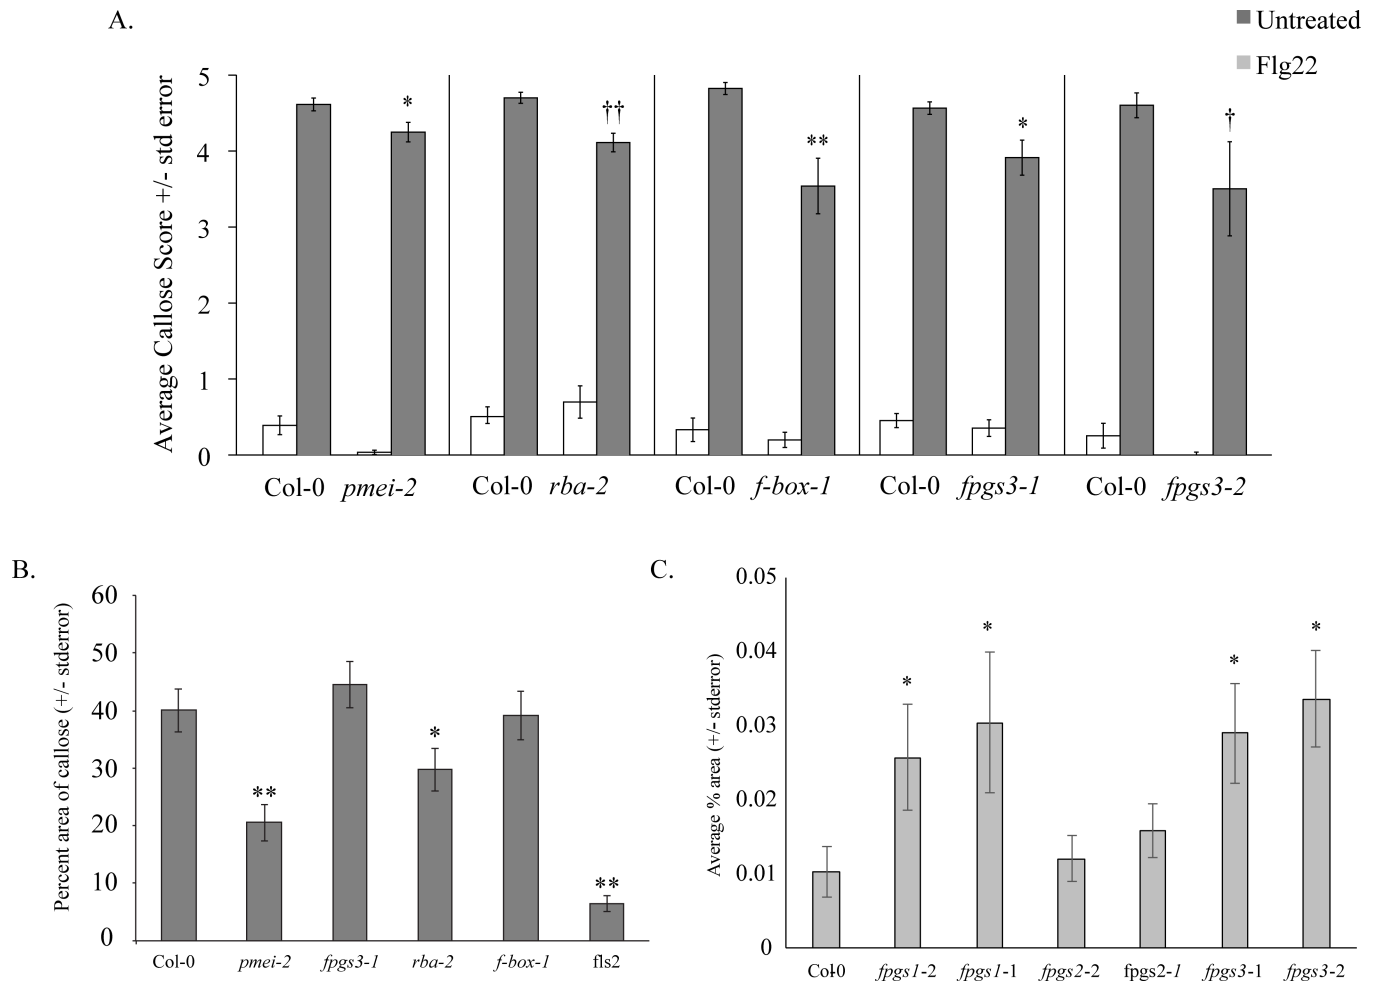 A.
Untreated
Flg22
Average Callose Score +/- std error
5
4
3
2
1
0
*
††
**
*
†
Col-0 pmei-2 Col-0 rba-2 Col-0 f-box-1 Col-0 fpgs3-1 Col-0 fpgs3-2
B.
Percent area of callose (+/- stderror)
60
50
40
30
20
10
0
**
*
**
Col-0 pmei-2 fpgs3-1 rba-2 f-box-1 fls2
C.
Average % area (+/- stderror)
0.05
0.04
0.03
0.02
0.01
0
*
*
*
*
Col-0 fpgs1-2 fpgs1-1 fpgs2-2 fpgs2-1 fpgs3-1 fpgs3-2